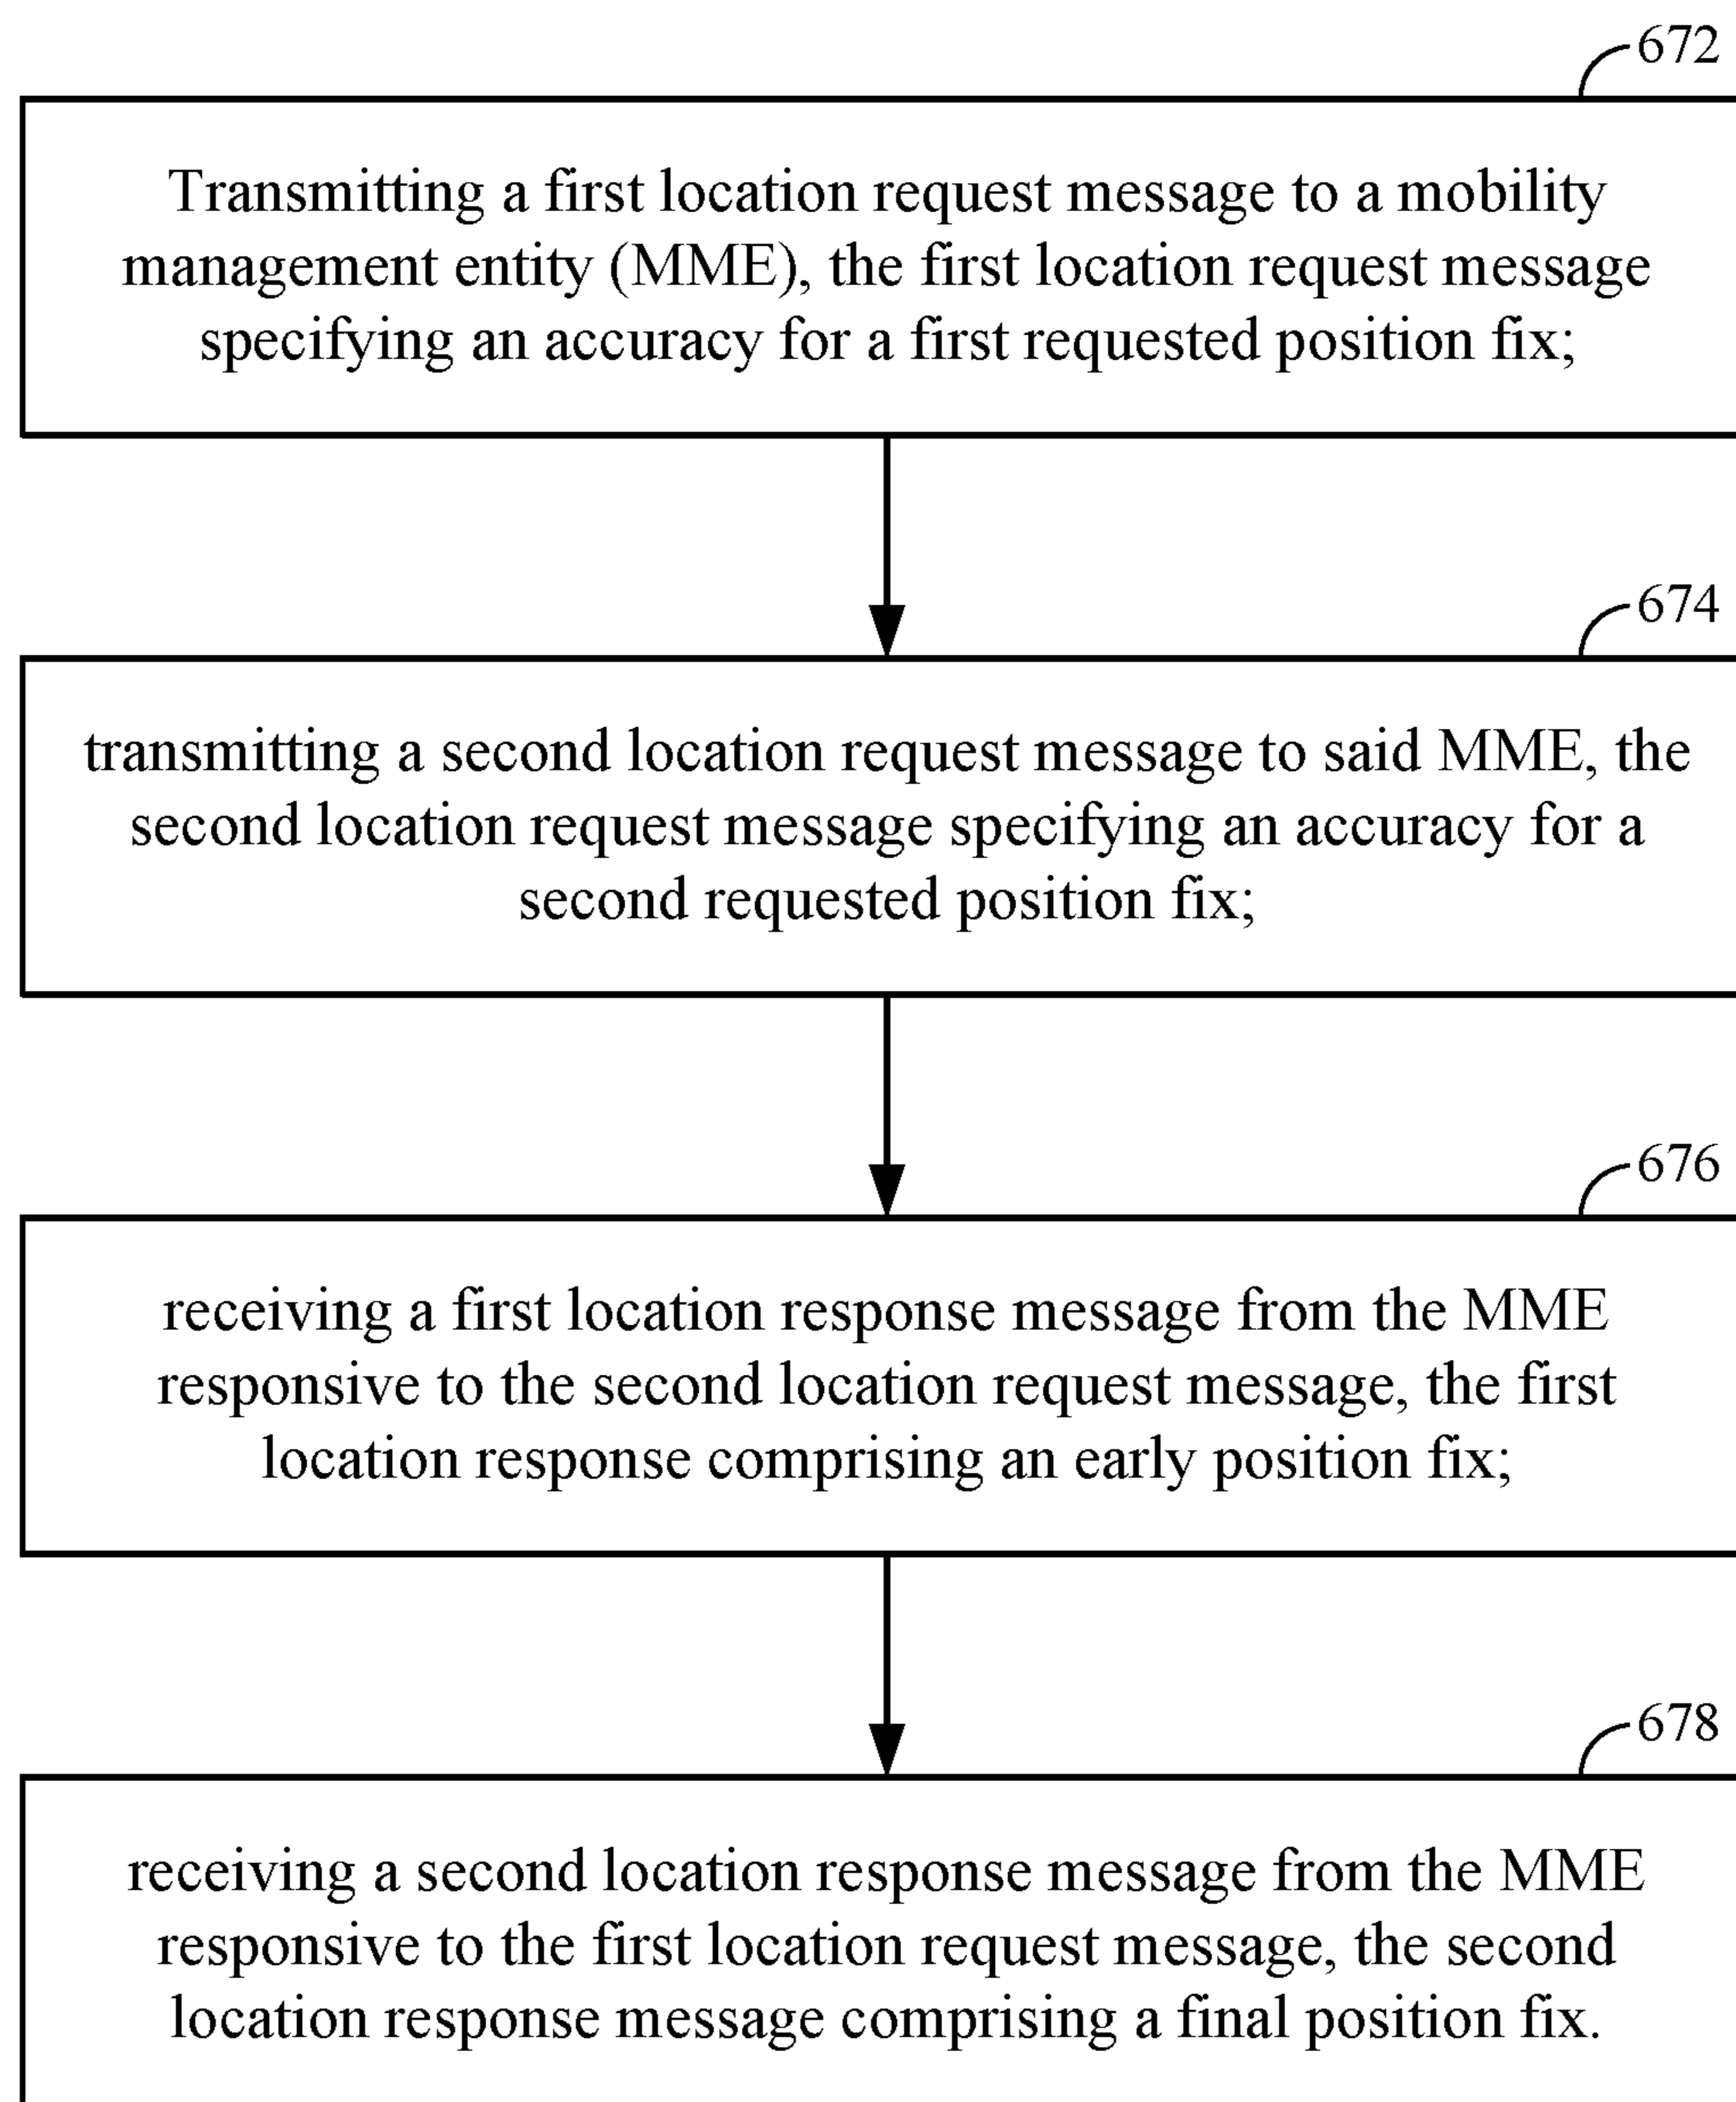 672
Transmitting a first location request message to a mobility
management entity (MME), the first location request message
specifying an accuracy for a first requested position fix;
674
transmitting a second location request message to said MME, the
second location request message specifying an accuracy for a
second requested position fix;
676
receiving a first location response message from the MME
responsive to the second location request message, the first
location response comprising an early position fix;
678
receiving a second location response message from the MME
responsive to the first location request message, the second
location response message comprising a final position fix.